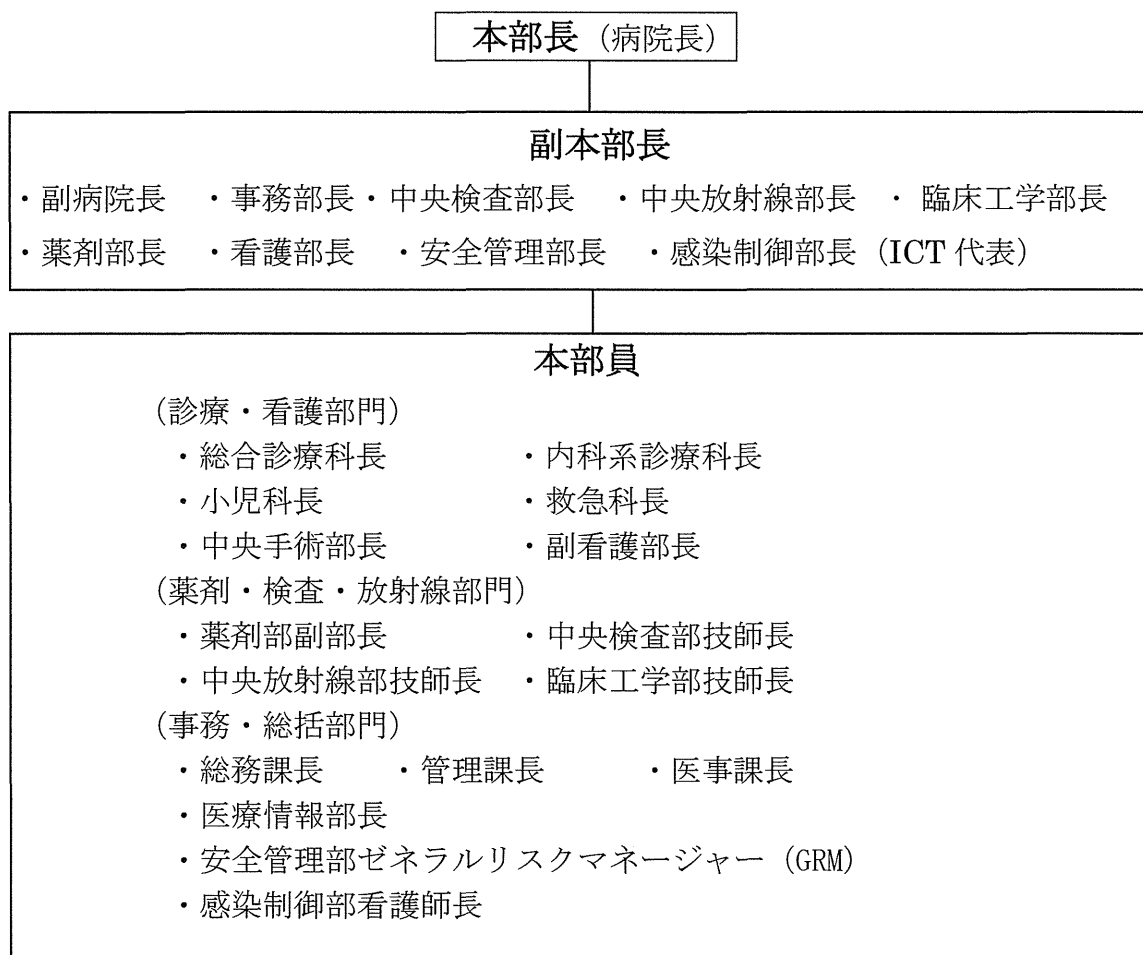 本部長（病院長）
副本部長
・副病院長　・事務部長・中央検査部長　・中央放射線部長　・臨床工学部長
・薬剤部長　・看護部長　・安全管理部長　・感染制御部長（ICT 代表）
本部員
（診療・看護部門）
・総合診療科長　・内科系診療科長
・小児科長　・救急科長
・中央手術部長　・副看護部長
（薬剤・検査・放射線部門）
・薬剤部副部長　・中央検査部技師長
・中央放射線部技師長　・臨床工学部技師長
（事務・総括部門）
・総務課長　・管理課長　・医事課長
・医療情報部長
・安全管理部ゼネラルリスクマネージャー（GRM）
・感染制御部看護師長